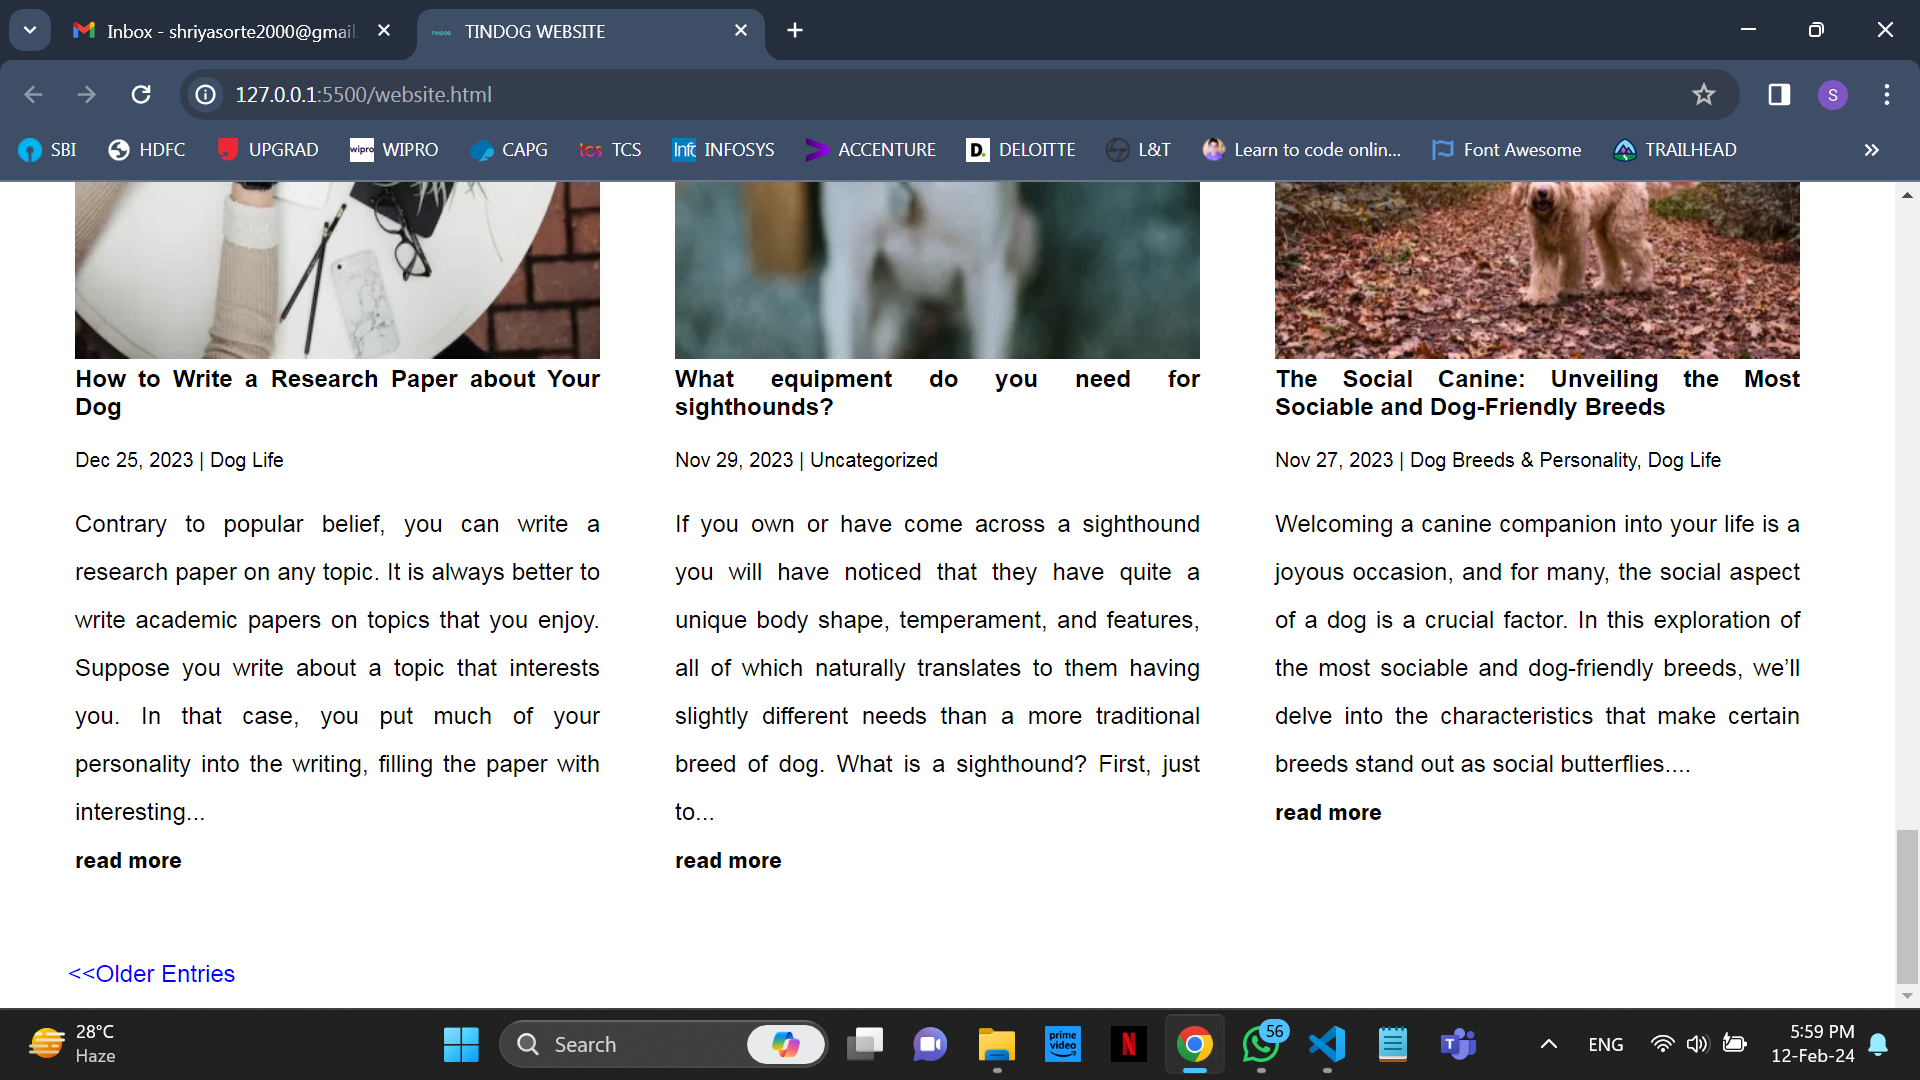 Inbox - shriyasorte2000@gmail.
TINDOG WEBSITE
127.0.0.1:5500/website.html
S
SBI
HDFC
UPGRAD
wipro WIPRO
CAPG
tcs TCS
Info INFOSYS
ACCENTURE
D. DELOITTE
L&T
Learn to code onlin...
Font Awesome
TRAILHEAD
How to Write a Research Paper about Your
Dog
Dec 25, 2023 | Dog Life
Contrary to popular belief, you can write a
research paper on any topic. It is always better to
write academic papers on topics that you enjoy.
Suppose you write about a topic that interests
you. In that case, you put much of your
personality into the writing, filling the paper with
interesting...
read more
What equipment do you need for
sighthounds?
Nov 29, 2023 | Uncategorized
If you own or have come across a sighthound
you will have noticed that they have quite a
unique body shape, temperament, and features,
all of which naturally translates to them having
slightly different needs than a more traditional
breed of dog. What is a sighthound? First, just
to...
read more
The Social Canine: Unveiling the Most
Sociable and Dog-Friendly Breeds
Nov 27, 2023 | Dog Breeds & Personality, Dog Life
Welcoming a canine companion into your life is a
joyous occasion, and for many, the social aspect
of a dog is a crucial factor. In this exploration of
the most sociable and dog-friendly breeds, we’ll
delve into the characteristics that make certain
breeds stand out as social butterflies....
read more
<<Older Entries
28°C
Haze
Search
prime
video
N
56
T
ENG
5:59 PM
12-Feb-24